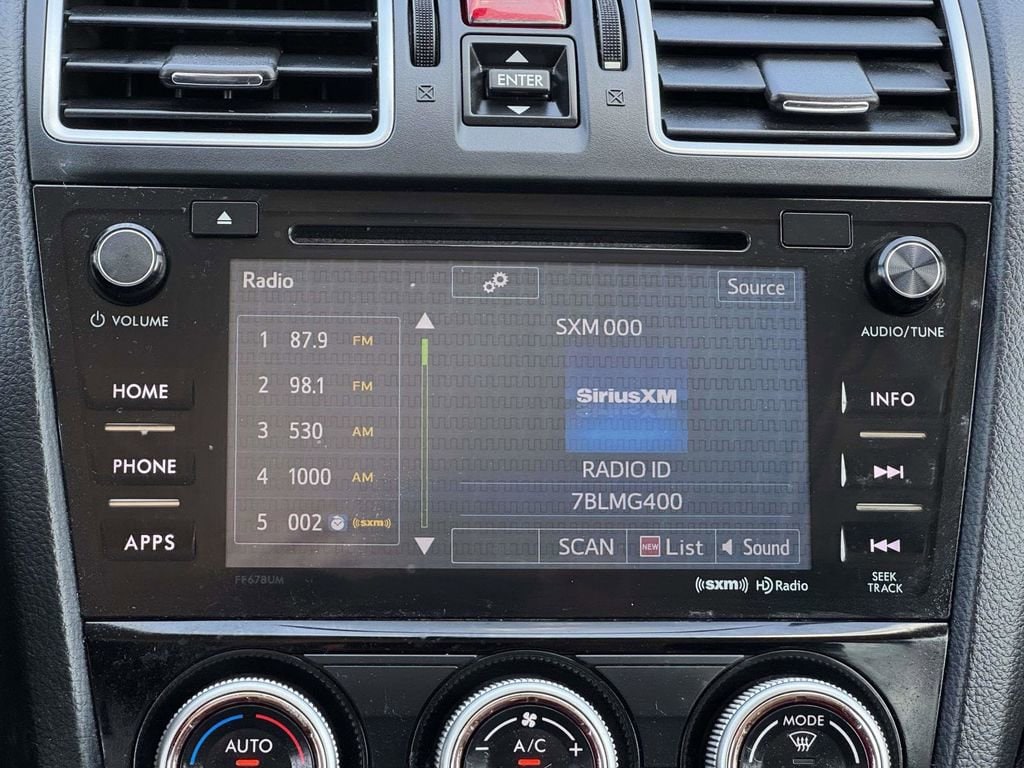 ENTER
VOLUME
AUDIO/TUNE
HOME
PHONE
APPS
INFO
SEEK
TRACK
Radio
Source
1 87.9 FM
2 98.1 FM
3 530 AM
4 1000 AM
5 002 ((sxm))
SXM 000
SiriusXM
RADIO ID
7BLMG400
SCAN NEW List Sound
FF678UM
((sxm)) HD Radio
AUTO
- A/C +
MODE